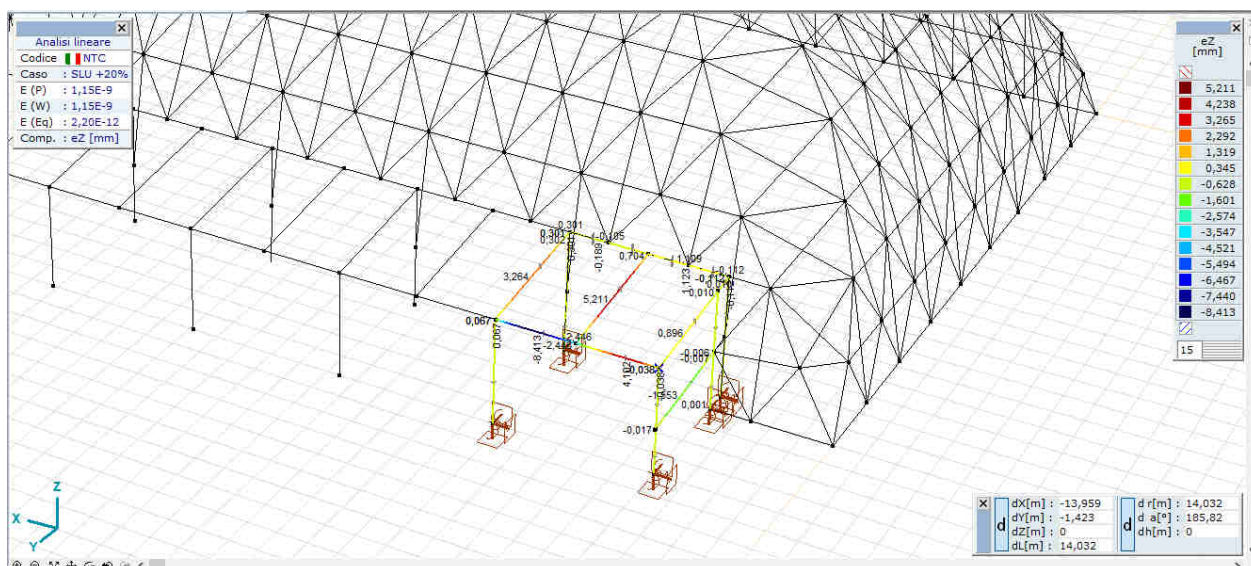 Analisi lineare
Codice NTC
Caso : SLU +20%
E (P) : 1,15E-9
E (W) : 1,15E-9
E (Eq) : 2,20E-12
Comp. : eZ [mm]
eZ
[mm]
5,211
4,238
3,265
2,292
1,319
0,345
-0,628
-1,601
-2,574
-3,547
-4,521
-5,494
-6,467
-7,440
-8,413
15
0,301
0,301
0,302
-0,185
-0,189
0,704
1,109
1,123
-0,112
0,010
3,264
5,211
0,896
0,067
0,067
-8,413
-2,446
4,102
-0,038
-0,006
-0,007
0,001
-0,017
Z
X
Y
d
dX[m] : -13,959
dY[m] : -1,423
dZ[m] : 0
dL[m] : 14,032
d
d r[m] : 14,032
d a[°] : 185,82
dh[m] : 0